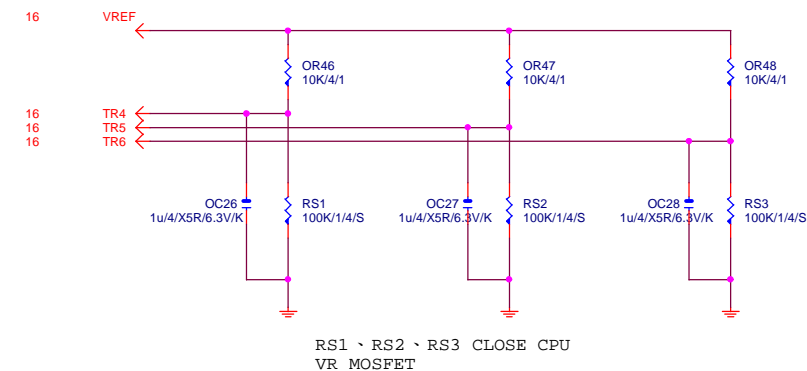 16 VREF
OR46
10K/4/1
OR47
10K/4/1
OR48
10K/4/1
16 TR4
16 TR5
16 TR6
OC26
1u/4/X5R/6.3V/K
RS1
100K/1/4/S
OC27
1u/4/X5R/6.3V/K
RS2
100K/1/4/S
OC28
1u/4/X5R/6.3V/K
RS3
100K/1/4/S
RS1、RS2、RS3 CLOSE CPU
VR MOSFET